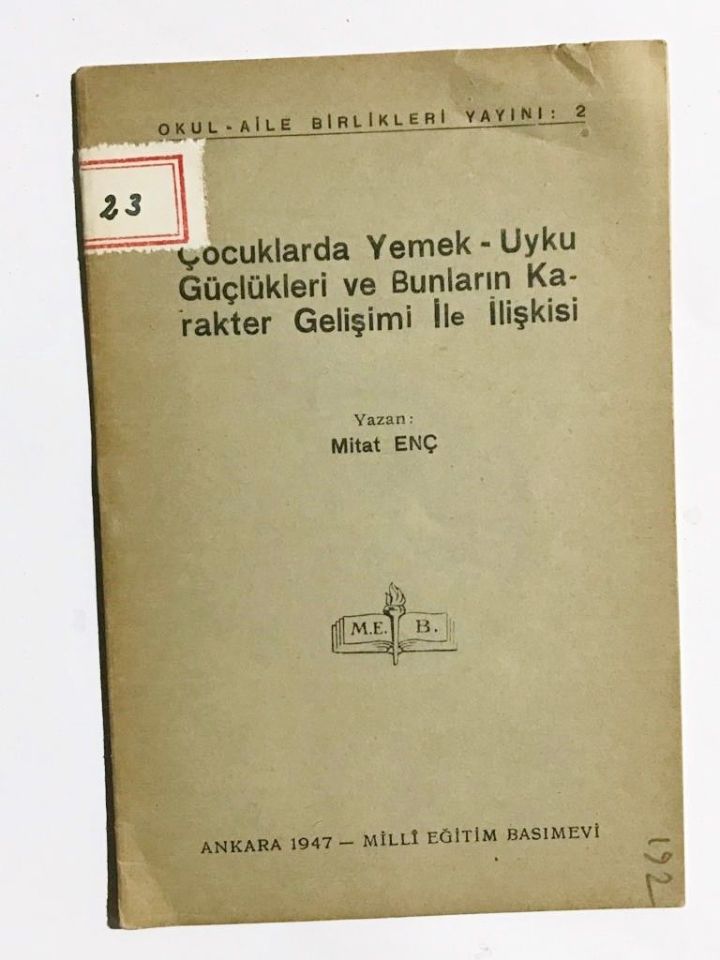 OKUL - AİLE BİRLİKLERİ YAYINI: 2
23
Çocuklarda Yemek - Uyku
Güçlükleri ve Bunların Ka-
rakter Gelişimi İle İlişkisi
Yazan:
Mitat ENÇ
M.E. B.
ANKARA 1947 — MİLLÎ EĞİTİM BASIMEVİ
192